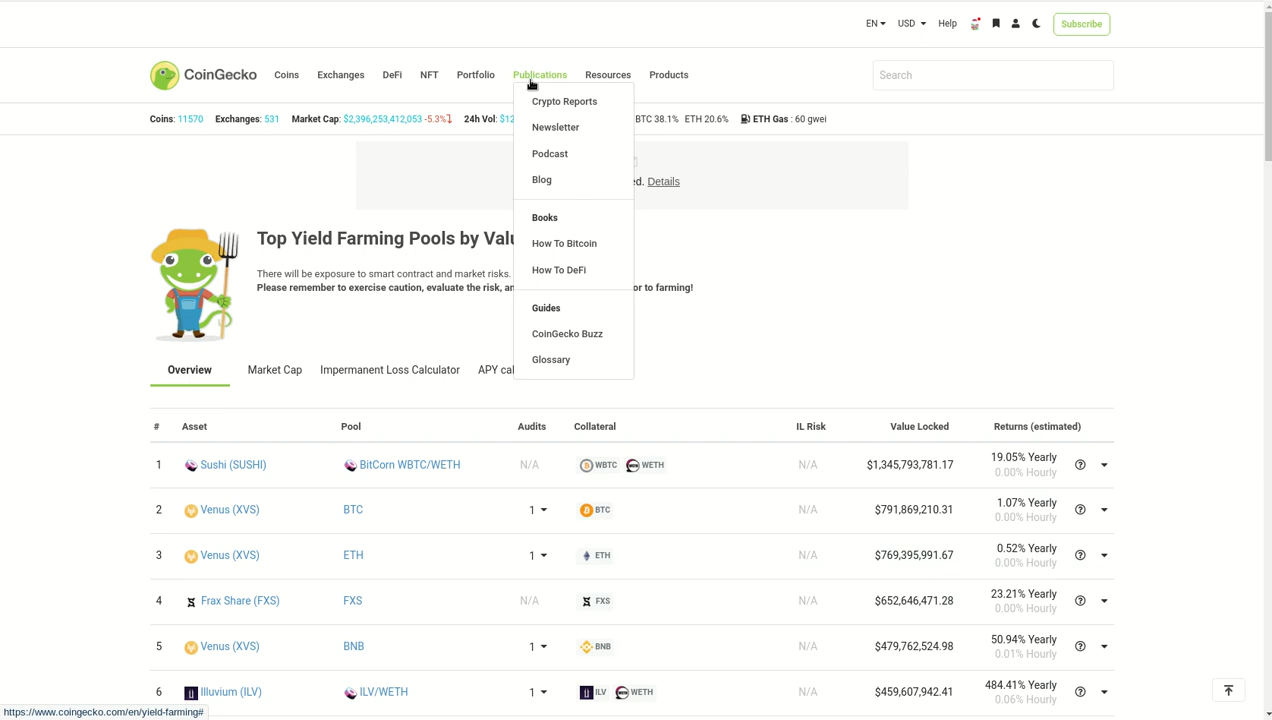 EN USD Help Subscribe
CoinGecko Coins Exchanges DeFi NFT Portfolio Publications Resources Products Search
Coins: 11570 Exchanges: 531 Market Cap: $2,396,253,412,053 -5.3% 24h Vol: $12 BTC 38.1% ETH 20.6% ETH Gas : 60 gwei
Crypto Reports
Newsletter
Podcast
Blog
Books
How To Bitcoin
How To DeFi
Guides
CoinGecko Buzz
Glossary
ed. Details
Top Yield Farming Pools by Valu
There will be exposure to smart contract and market risks.
Please remember to exercise caution, evaluate the risk, an or to farming!
Overview Market Cap Impermanent Loss Calculator APY cal
# Asset Pool Audits Collateral IL Risk Value Locked Returns (estimated)
1 Sushi (SUSHI) BitCorn WBTC/WETH N/A WBTC WETH N/A $1,345,793,781.17 19.05% Yearly
0.00% Hourly
2 Venus (XVS) BTC 1 BTC N/A $791,869,210.31 1.07% Yearly
0.00% Hourly
3 Venus (XVS) ETH 1 ETH N/A $769,395,991.67 0.52% Yearly
0.00% Hourly
4 Frax Share (FXS) FXS N/A FXS N/A $652,646,471.28 23.21% Yearly
0.00% Hourly
5 Venus (XVS) BNB 1 BNB N/A $479,762,524.98 50.94% Yearly
0.01% Hourly
6 Illuvium (ILV) ILV/WETH 1 ILV WETH N/A $459,607,942.41 484.41% Yearly
0.06% Hourly
https://www.coingecko.com/en/yield-farming#